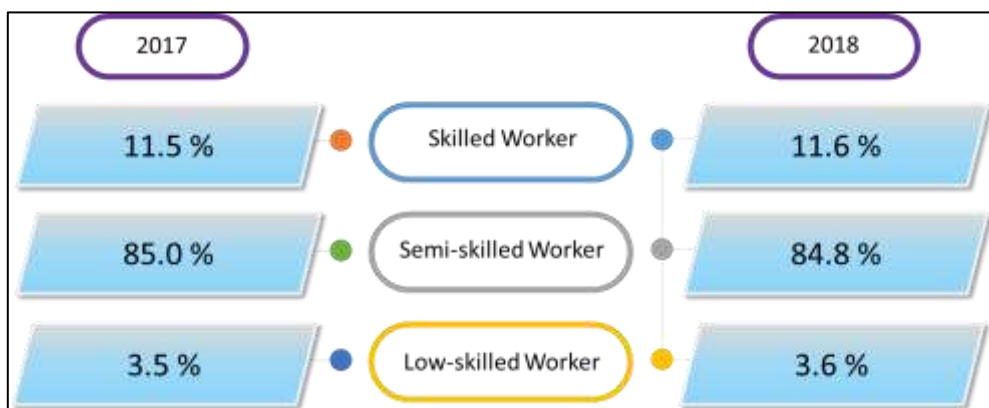 2017
2018
11.5 %
Skilled Worker
11.6 %
85.0 %
Semi-skilled Worker
84.8 %
3.5 %
Low-skilled Worker
3.6 %